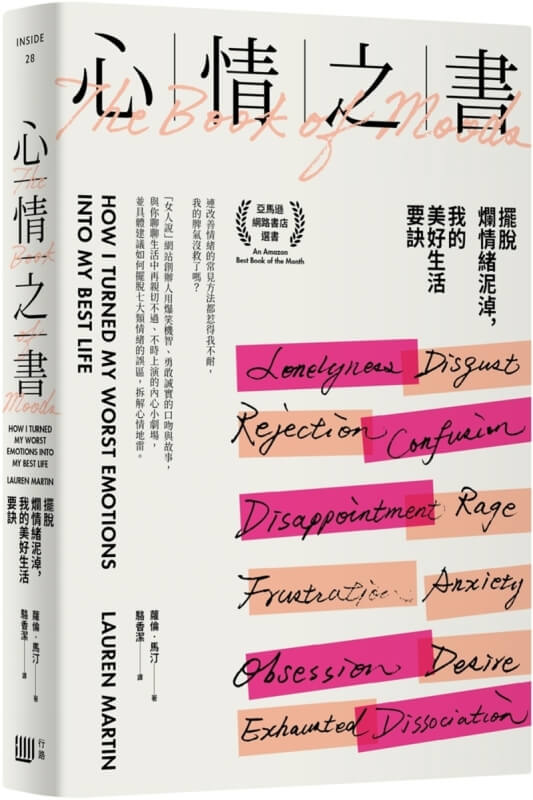 INSIDE
28
心情之書
The Book of Moods
HOW I TURNED MY WORST
EMOTIONS INTO
MY BEST LIFE
LAUREN MARTIN
擺脫
爛情緒泥淖，
我的美好生活
要訣
蘿倫・馬汀——著
駱香潔——譯
行路
心情之書
The Book of Moods
擺脫
爛情緒泥淖，
我的
美好生活
要訣
亞馬遜
網路書店
選書
An Amazon
Best Book of the Month
連改善情緒的常見方法都惹得我不耐，
我的脾氣沒救了嗎？
「女人說」網站創辦人用爆笑機智、勇敢誠實的口吻與故事，
與你聊聊生活中再親切不過、不時上演的內心小劇場，
並具體建議如何擺脫七大類情緒的誤區，拆解心情地雷。
HOW I TURNED MY WORST EMOTIONS
INTO MY BEST LIFE
LAUREN MARTIN
蘿倫・馬汀——著
駱香潔——譯
Lonelyness Disgust
Rejection Confusion
Disappointment Rage
Frustration Anxiety
Obsession Desire
Exhausted Dissociation